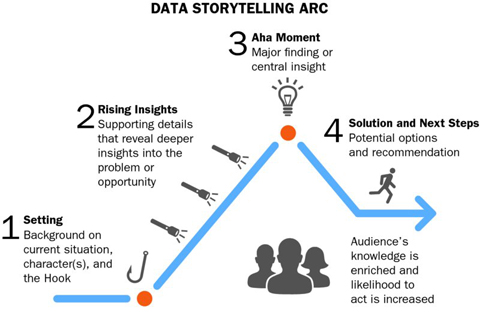 DATA STORYTELLING ARC
1 Setting
Background on
current situation,
character(s), and
the Hook
2 Rising Insights
Supporting details
that reveal deeper
insights into the
problem or
opportunity
3 Aha Moment
Major finding or
central insight
4 Solution and Next Steps
Potential options
and recommendation
Audience's
knowledge is
enriched and
likelihood to
act is increased